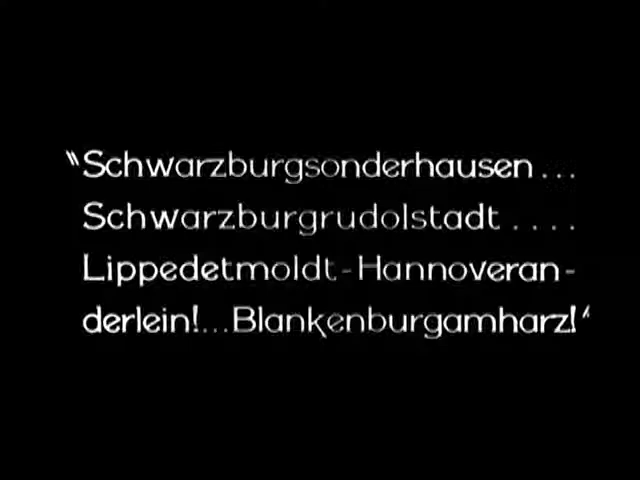 "Schwarzburgsonderhausen...
Schwarzburgrudolstadt....
Lippedetmoldt-Hannoveran-
derlein!...Blankenburgamharz!"